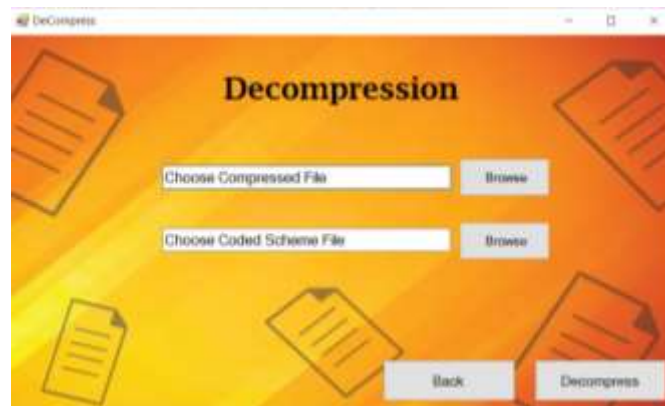 DeCompress
Decompression
Choose Compressed File
Browse
Choose Coded Scheme File
Browse
Back
Decompress